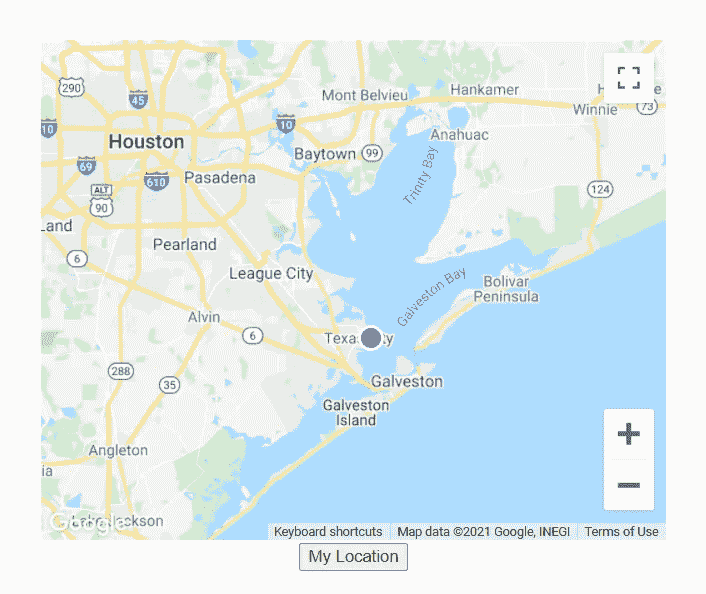 290
45
Mont Belvieu
Hankamer
Winnie
73
10
Houston
10
Anahuac
Baytown
99
Trinity Bay
69
610
Pasadena
ALT
90
124
Land
Pearland
6
League City
Galveston Bay
Bolivar
Peninsula
Alvin
6
Texas City
288
35
Galveston
Galveston
Island
Angleton
ia
Lake Jackson
Google
Keyboard shortcuts
Map data ©2021 Google, INEGI
Terms of Use
My Location